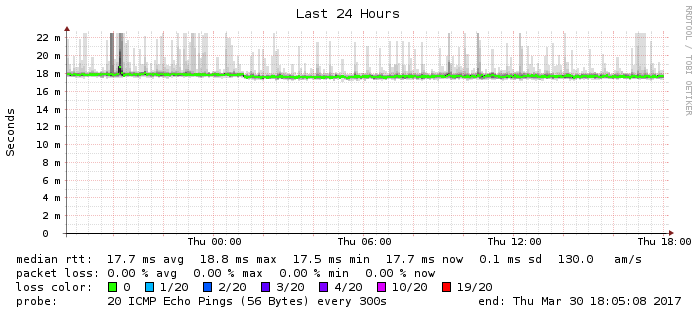 Last 24 Hours
RRDTOOL / TOBI OETIKER
Seconds
22 m
20 m
18 m
16 m
14 m
12 m
10 m
8 m
6 m
4 m
2 m
0
Thu 00:00 Thu 06:00 Thu 12:00 Thu 18:00
median rtt: 17.7 ms avg 18.8 ms max 17.5 ms min 17.7 ms now 0.1 ms sd 130.0 am/s
packet loss: 0.00 % avg 0.00 % max 0.00 % min 0.00 % now
loss color: 0 1/20 2/20 3/20 4/20 10/20 19/20
probe: 20 ICMP Echo Pings (56 Bytes) every 300s end: Thu Mar 30 18:05:08 2017